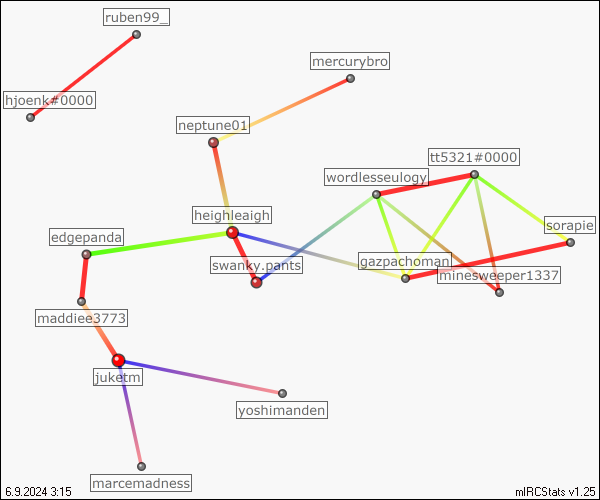 ruben99_
mercurybro
hjoenk#0000
neptune01
tt5321#0000
wordlesseulogy
heighleaigh
sorapie
edgepanda
swanky.pants
gazpachoman
minesweeper1337
maddiee3773
juketm
yoshimanden
marcemadness
6.9.2024 3:15
mIRCStats v1.25